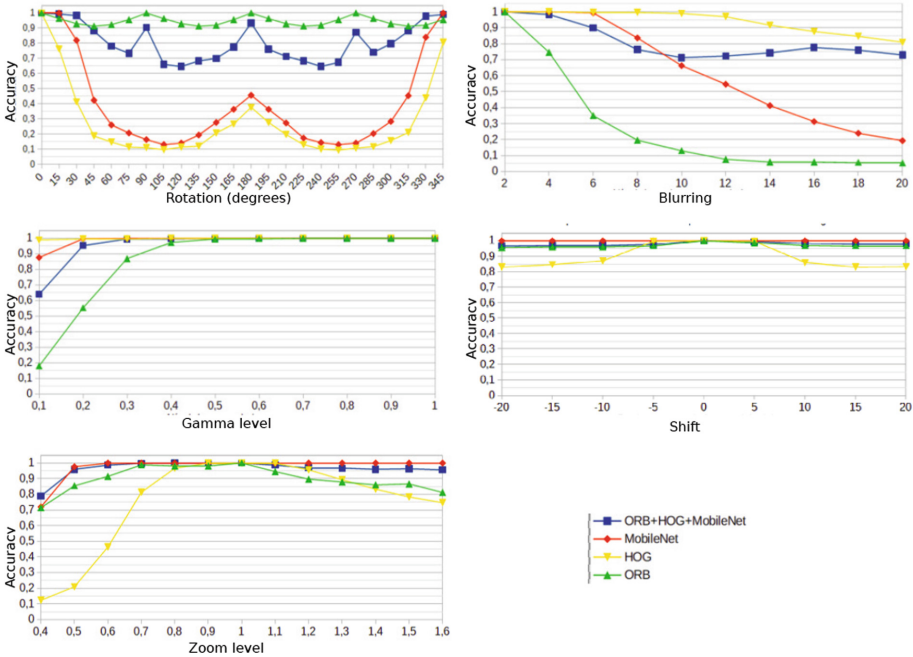 1
0,9
0,8
0,7
0,6
0,5
0,4
0,3
0,2
0,1
0
Accuracy
0 15 30 45 60 75 90 105 120 135 150 165 180 195 210 225 240 255 270 285 300 315 330 345
Rotation (degrees)
1
0,9
0,8
0,7
0,6
0,5
0,4
0,3
0,2
0,1
0
Accuracy
2 4 6 8 10 12 14 16 18 20
Blurring
1
0,9
0,8
0,7
0,6
0,5
0,4
0,3
0,2
0,1
0
Accuracy
0,1 0,2 0,3 0,4 0,5 0,6 0,7 0,8 0,9 1
Gamma level
1
0,9
0,8
0,7
0,6
0,5
0,4
0,3
0,2
0,1
0
Accuracy
-20 -15 -10 -5 0 5 10 15 20
Shift
1
0,9
0,8
0,7
0,6
0,5
0,4
0,3
0,2
0,1
0
Accuracy
0,4 0,5 0,6 0,7 0,8 0,9 1 1,1 1,2 1,3 1,4 1,5 1,6
Zoom level
ORB+HOG+MobileNet
MobileNet
HOG
ORB